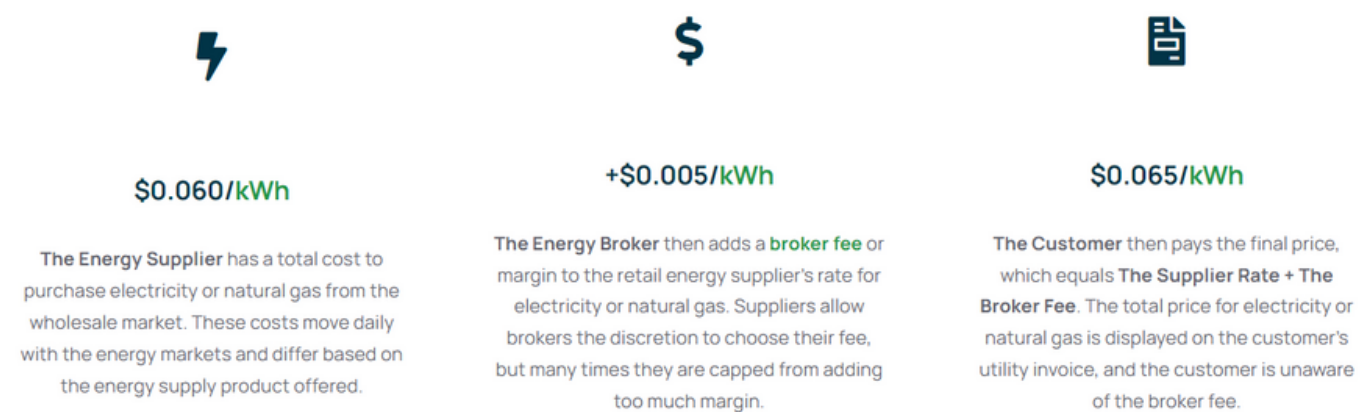 $0.060/kWh
The Energy Supplier has a total cost to
purchase electricity or natural gas from the
wholesale market. These costs move daily
with the energy markets and differ based on
the energy supply product offered.
+$0.005/kWh
The Energy Broker then adds a broker fee or
margin to the retail energy supplier's rate for
electricity or natural gas. Suppliers allow
brokers the discretion to choose their fee,
but many times they are capped from adding
too much margin.
$0.065/kWh
The Customer then pays the final price,
which equals The Supplier Rate + The
Broker Fee. The total price for electricity or
natural gas is displayed on the customer's
utility invoice, and the customer is unaware
of the broker fee.